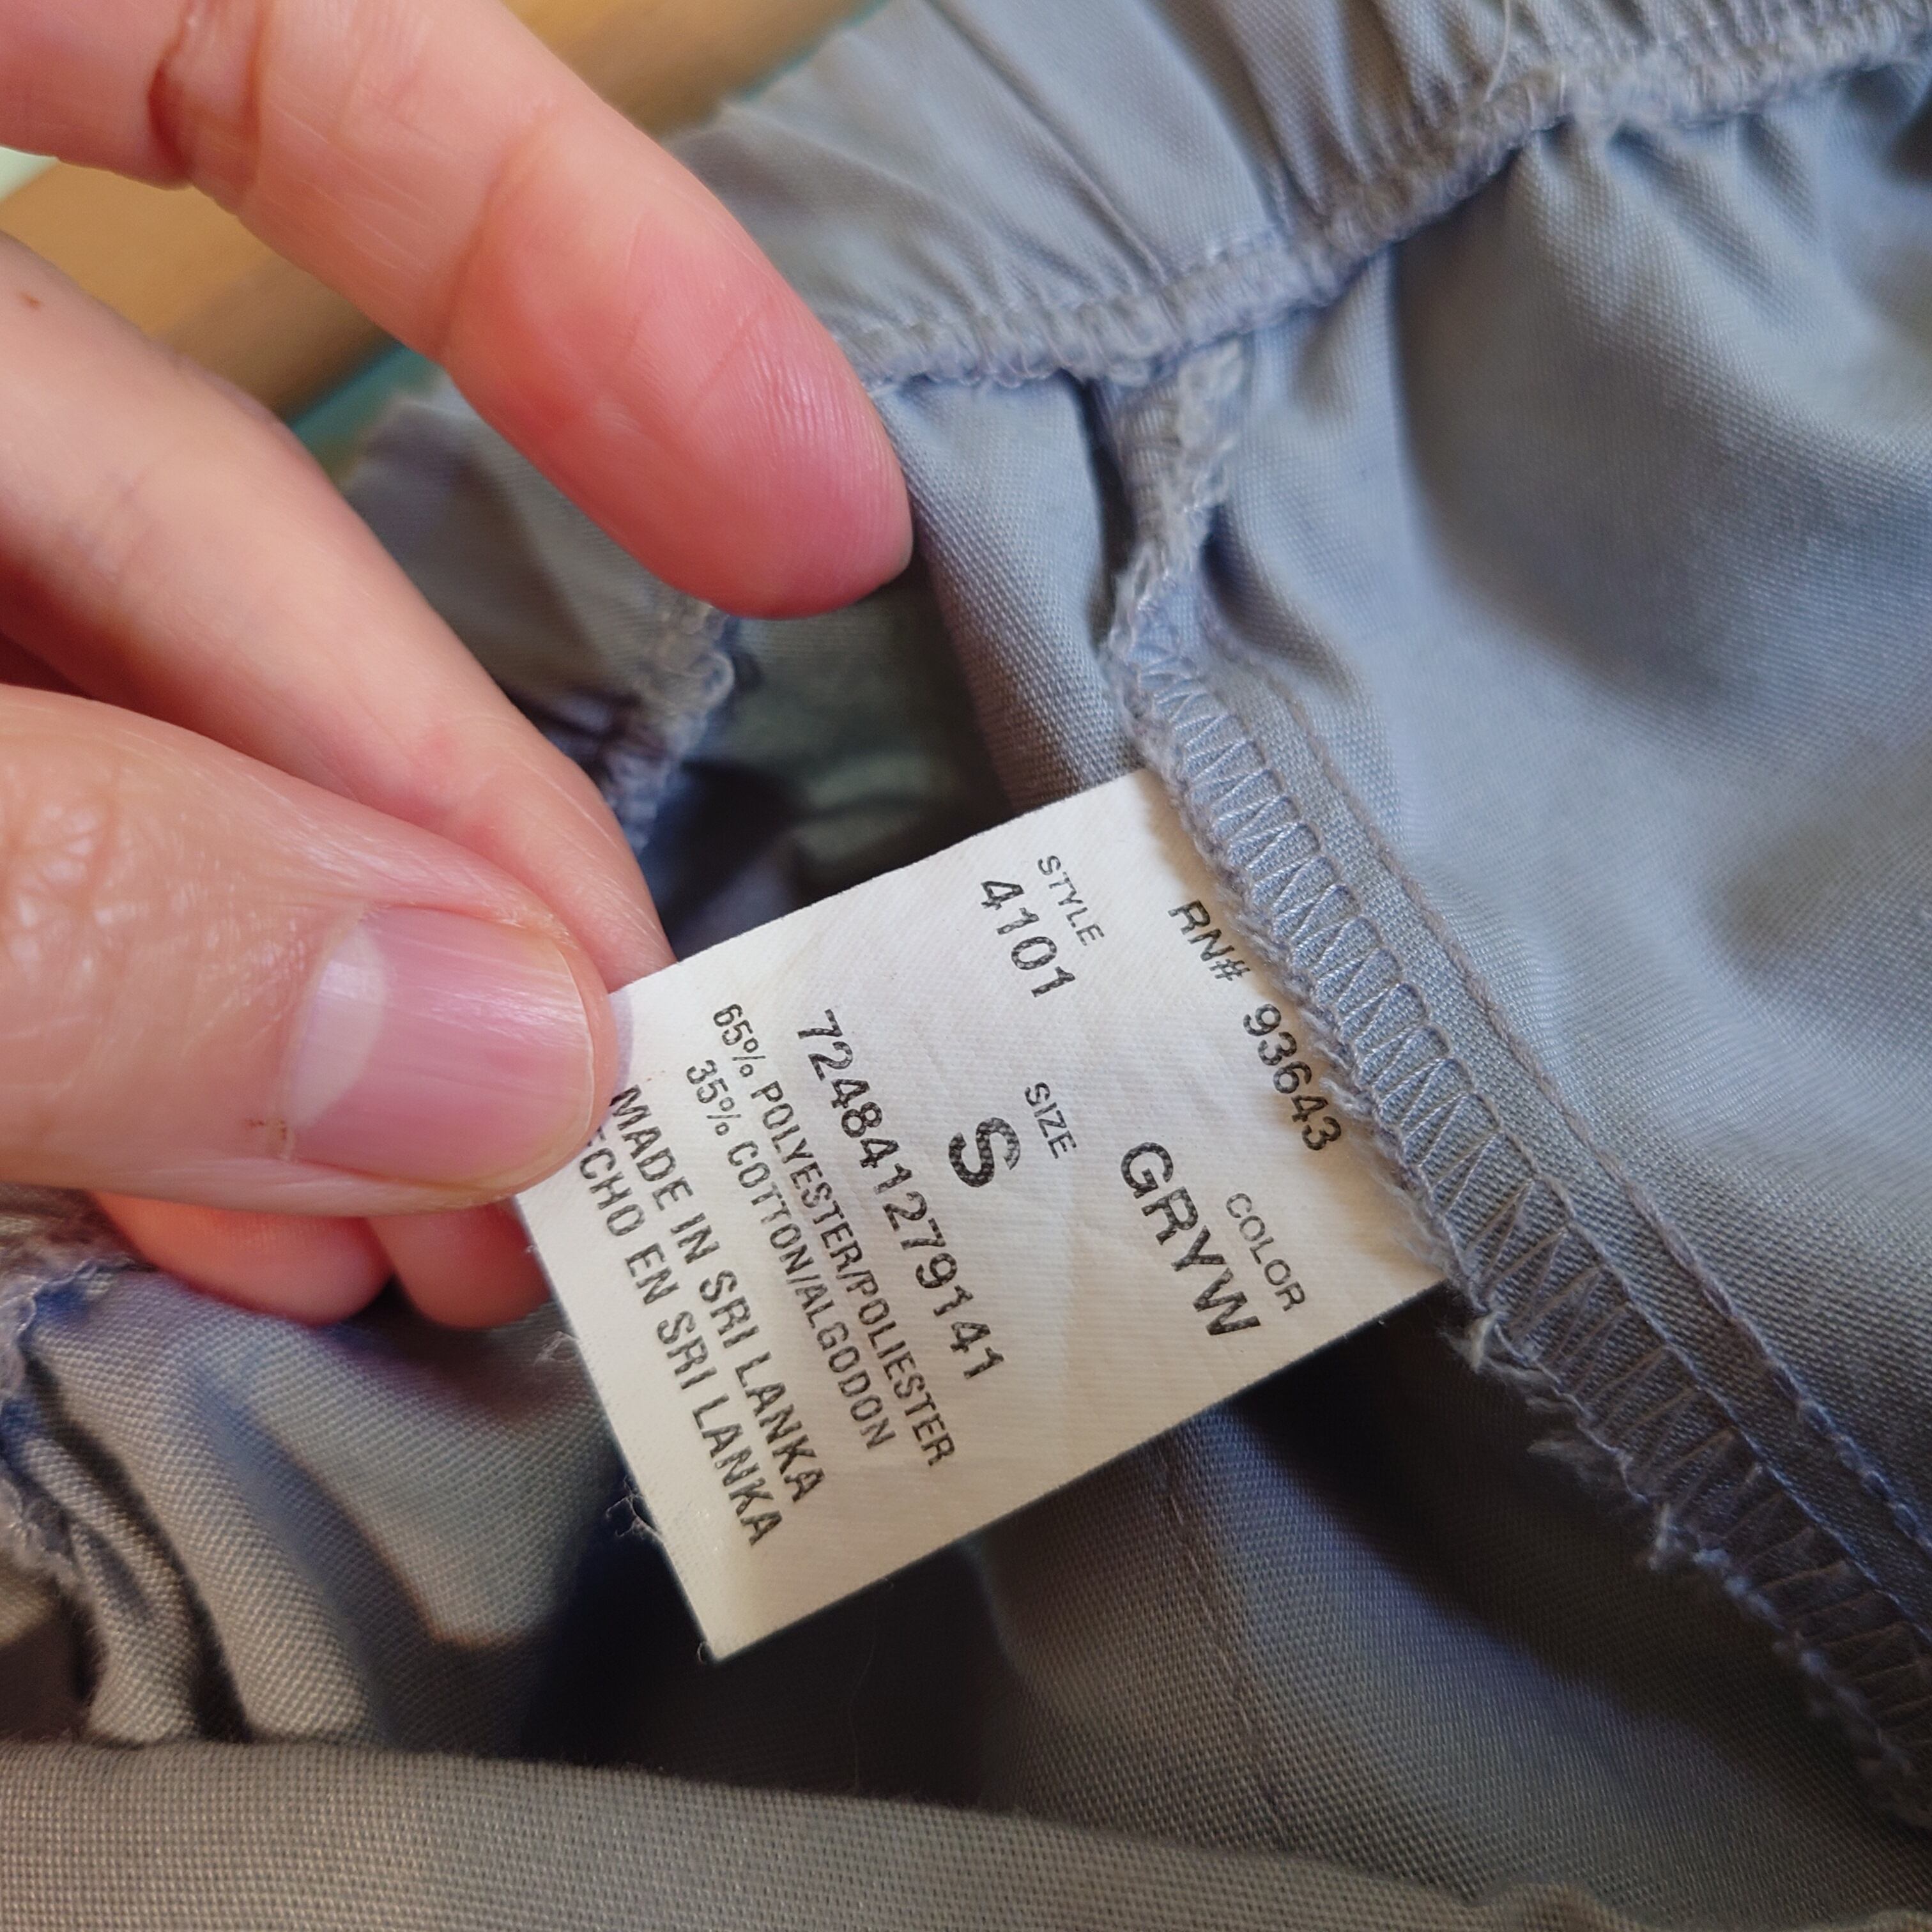 RN# 93643
COLOR
GRYW
STYLE
SIZE
4101
S
724841279141
65% POLYESTER/POLIESTER
35% COTTON/ALGODON
MADE IN SRI LANKA
ECHO EN SRI LANKA